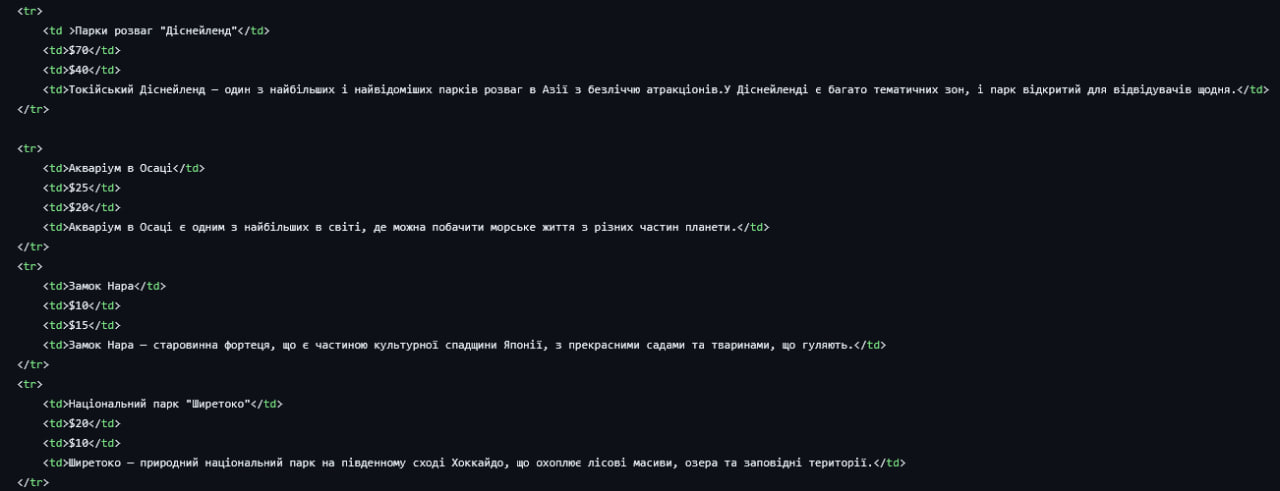 <tr>
<td >Парки розваг "Діснейленд"</td>
<td>$70</td>
<td>$40</td>
<td>Токійський Діснейленд — один з найбільших і найвідоміших парків розваг в Азії з безліччю атракціонів.У Діснейленді є багато тематичних зон, і парк відкритий для відвідувачів щодня.</td>
</tr>
<tr>
<td>Акваріум в Осаці</td>
<td>$25</td>
<td>$20</td>
<td>Акваріум в Осаці є одним з найбільших в світі, де можна побачити морське життя з різних частин планети.</td>
</tr>
<tr>
<td>Замок Нара</td>
<td>$10</td>
<td>$15</td>
<td>Замок Нара — старовинна фортеця, що є частиною культурної спадщини Японії, з прекрасними садами та тваринами, що гуляють.</td>
</tr>
<tr>
<td>Національний парк "Ширетоко"</td>
<td>$20</td>
<td>$10</td>
<td>Ширетоко — природний національний парк на південному сході Хоккайдо, що охоплює лісові масиви, озера та заповідні території.</td>
</tr>